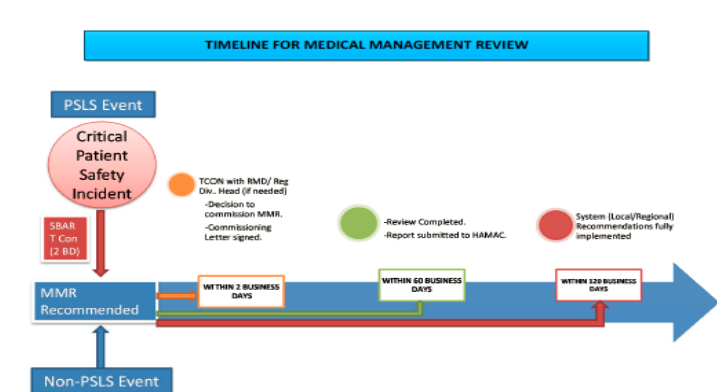 TIMELINE FOR MEDICAL MANAGEMENT REVIEW
PSLS Event
Critical
Patient
Safety
Incident
SBAR
T Con
(2 BD)
TCON with RMD/ Reg
Div.. Head (if needed)
-Decision to
commission MMR.
-Commissioning
Letter signed.
-Review Completed.
-Report submitted to HAMAC.
System (Local/Regional)
Recommendations fully
implemented
MMR
Recommended
WITHIN 2 BUSINESS
DAYS
WITHIN 60 BUSINESS
DAYS
WITHIN 120 BUSINESS
DAYS
Non-PSLS Event